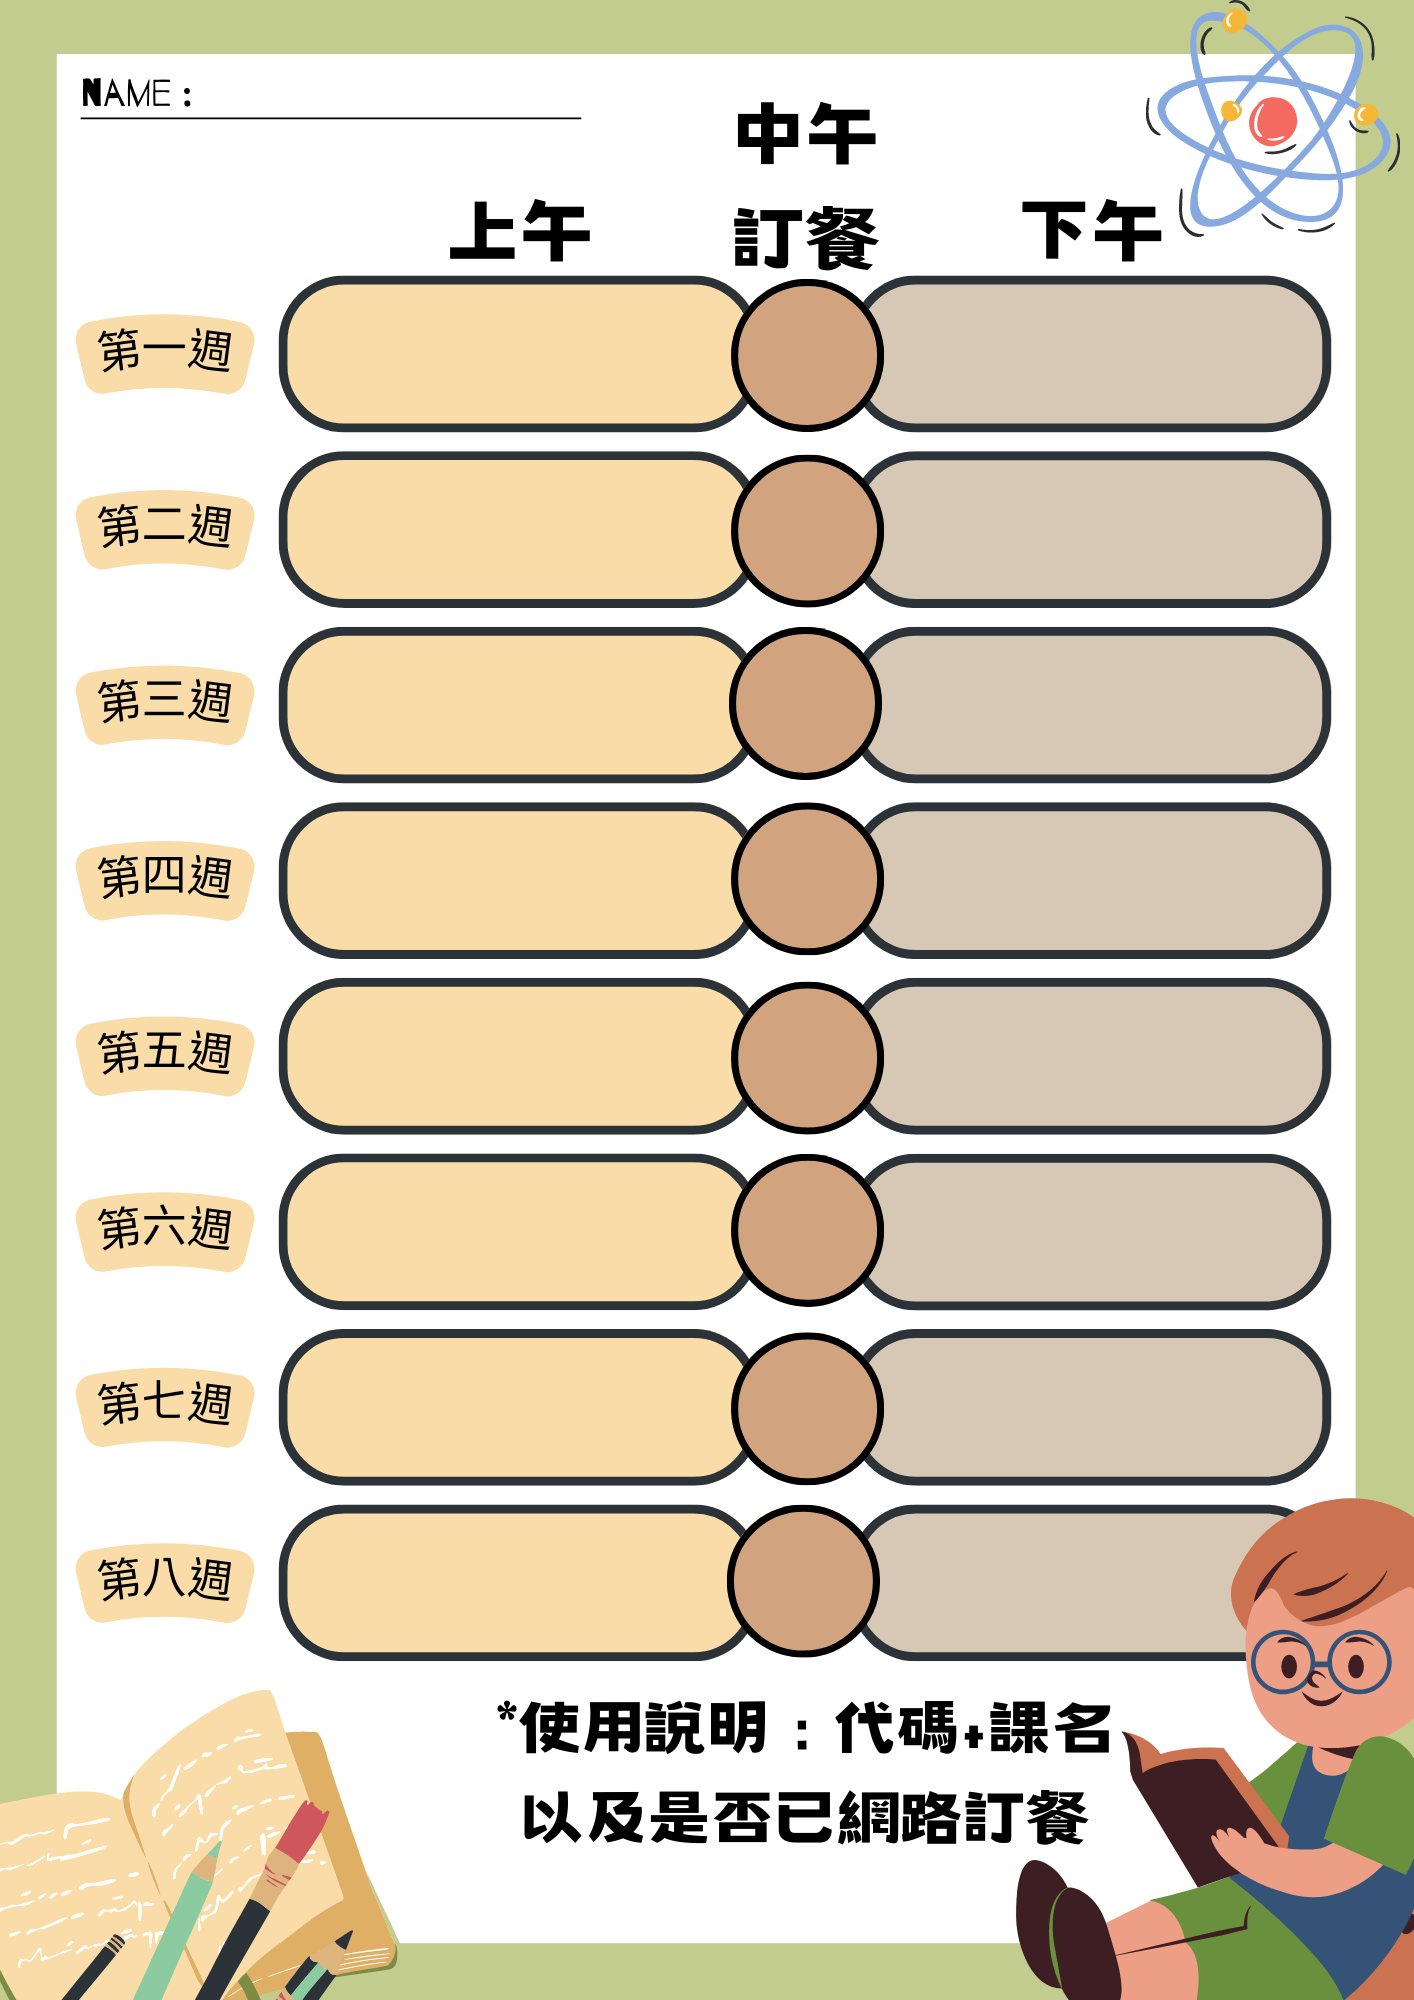 NAME：
中午
訂餐
上午
下午
第一週
第二週
第三週
第四週
第五週
第六週
第七週
第八週
*使用說明：代碼+課名
以及是否已網路訂餐